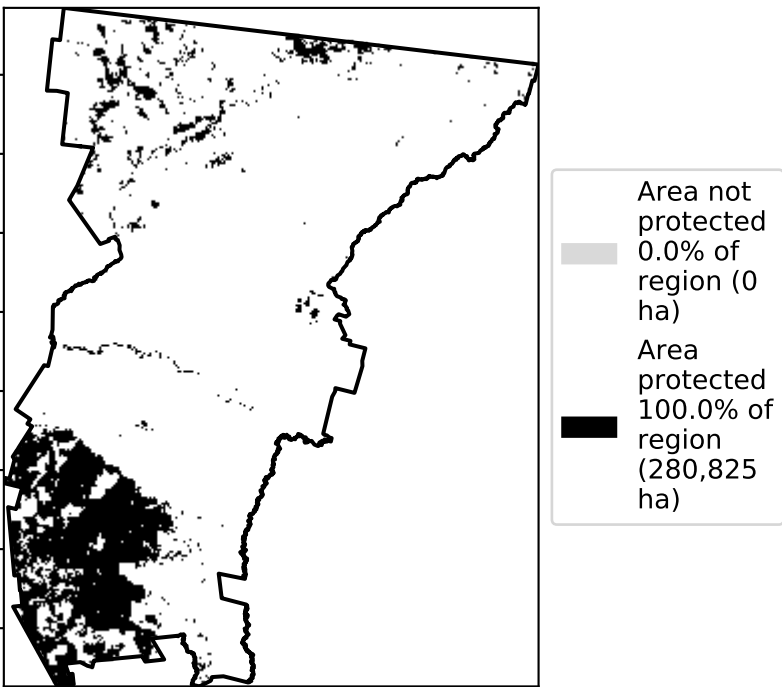 Area not
protected
0.0% of
region (0
ha)
Area
protected
100.0% of
region
(280,825
ha)